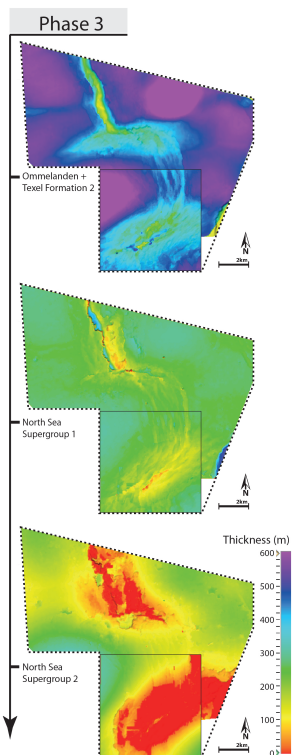 Phase 3
Ommelanden +
Texel Formation 2
N
2km
North Sea
Supergroup 1
N
2km
Thickness (m)
600
500
400
300
200
100
0
North Sea
Supergroup 2
N
2km